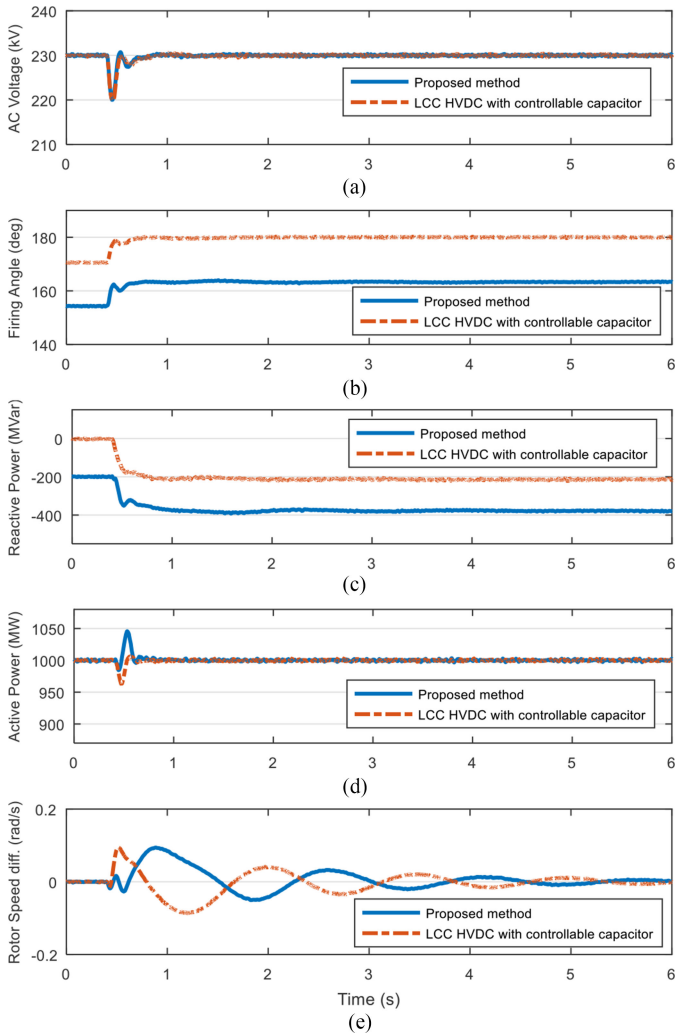 AC Voltage (kV)
240
230
220
210
Proposed method
LCC HVDC with controllable capacitor
0 1 2 3 4 5 6
(a)
Firing Angle (deg)
180
160
140
Proposed method
LCC HVDC with controllable capacitor
0 1 2 3 4 5 6
(b)
Reactive Power (MVar)
0
-200
-400
Proposed method
LCC HVDC with controllable capacitor
0 1 2 3 4 5 6
(c)
Active Power (MW)
1050
1000
950
900
Proposed method
LCC HVDC with controllable capacitor
0 1 2 3 4 5 6
(d)
Rotor Speed diff. (rad/s)
0.2
0
-0.2
Proposed method
LCC HVDC with controllable capacitor
0 1 2 3 4 5 6
Time (s)
(e)